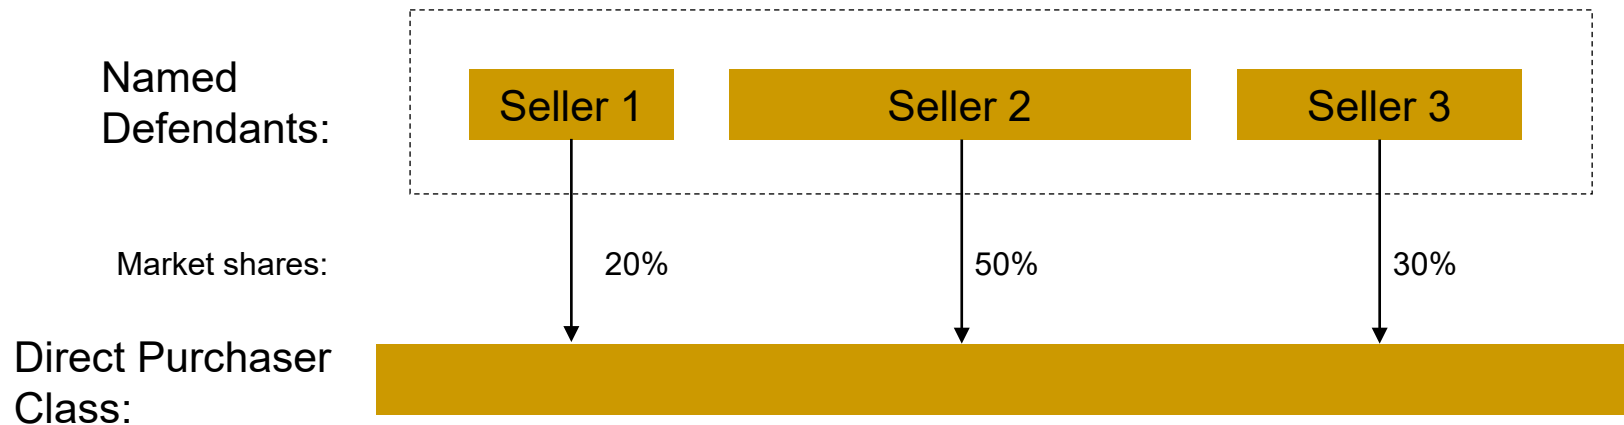 Named
Defendants:
Seller 1
Seller 2
Seller 3
Market shares:
20%
50%
30%
Direct Purchaser
Class: